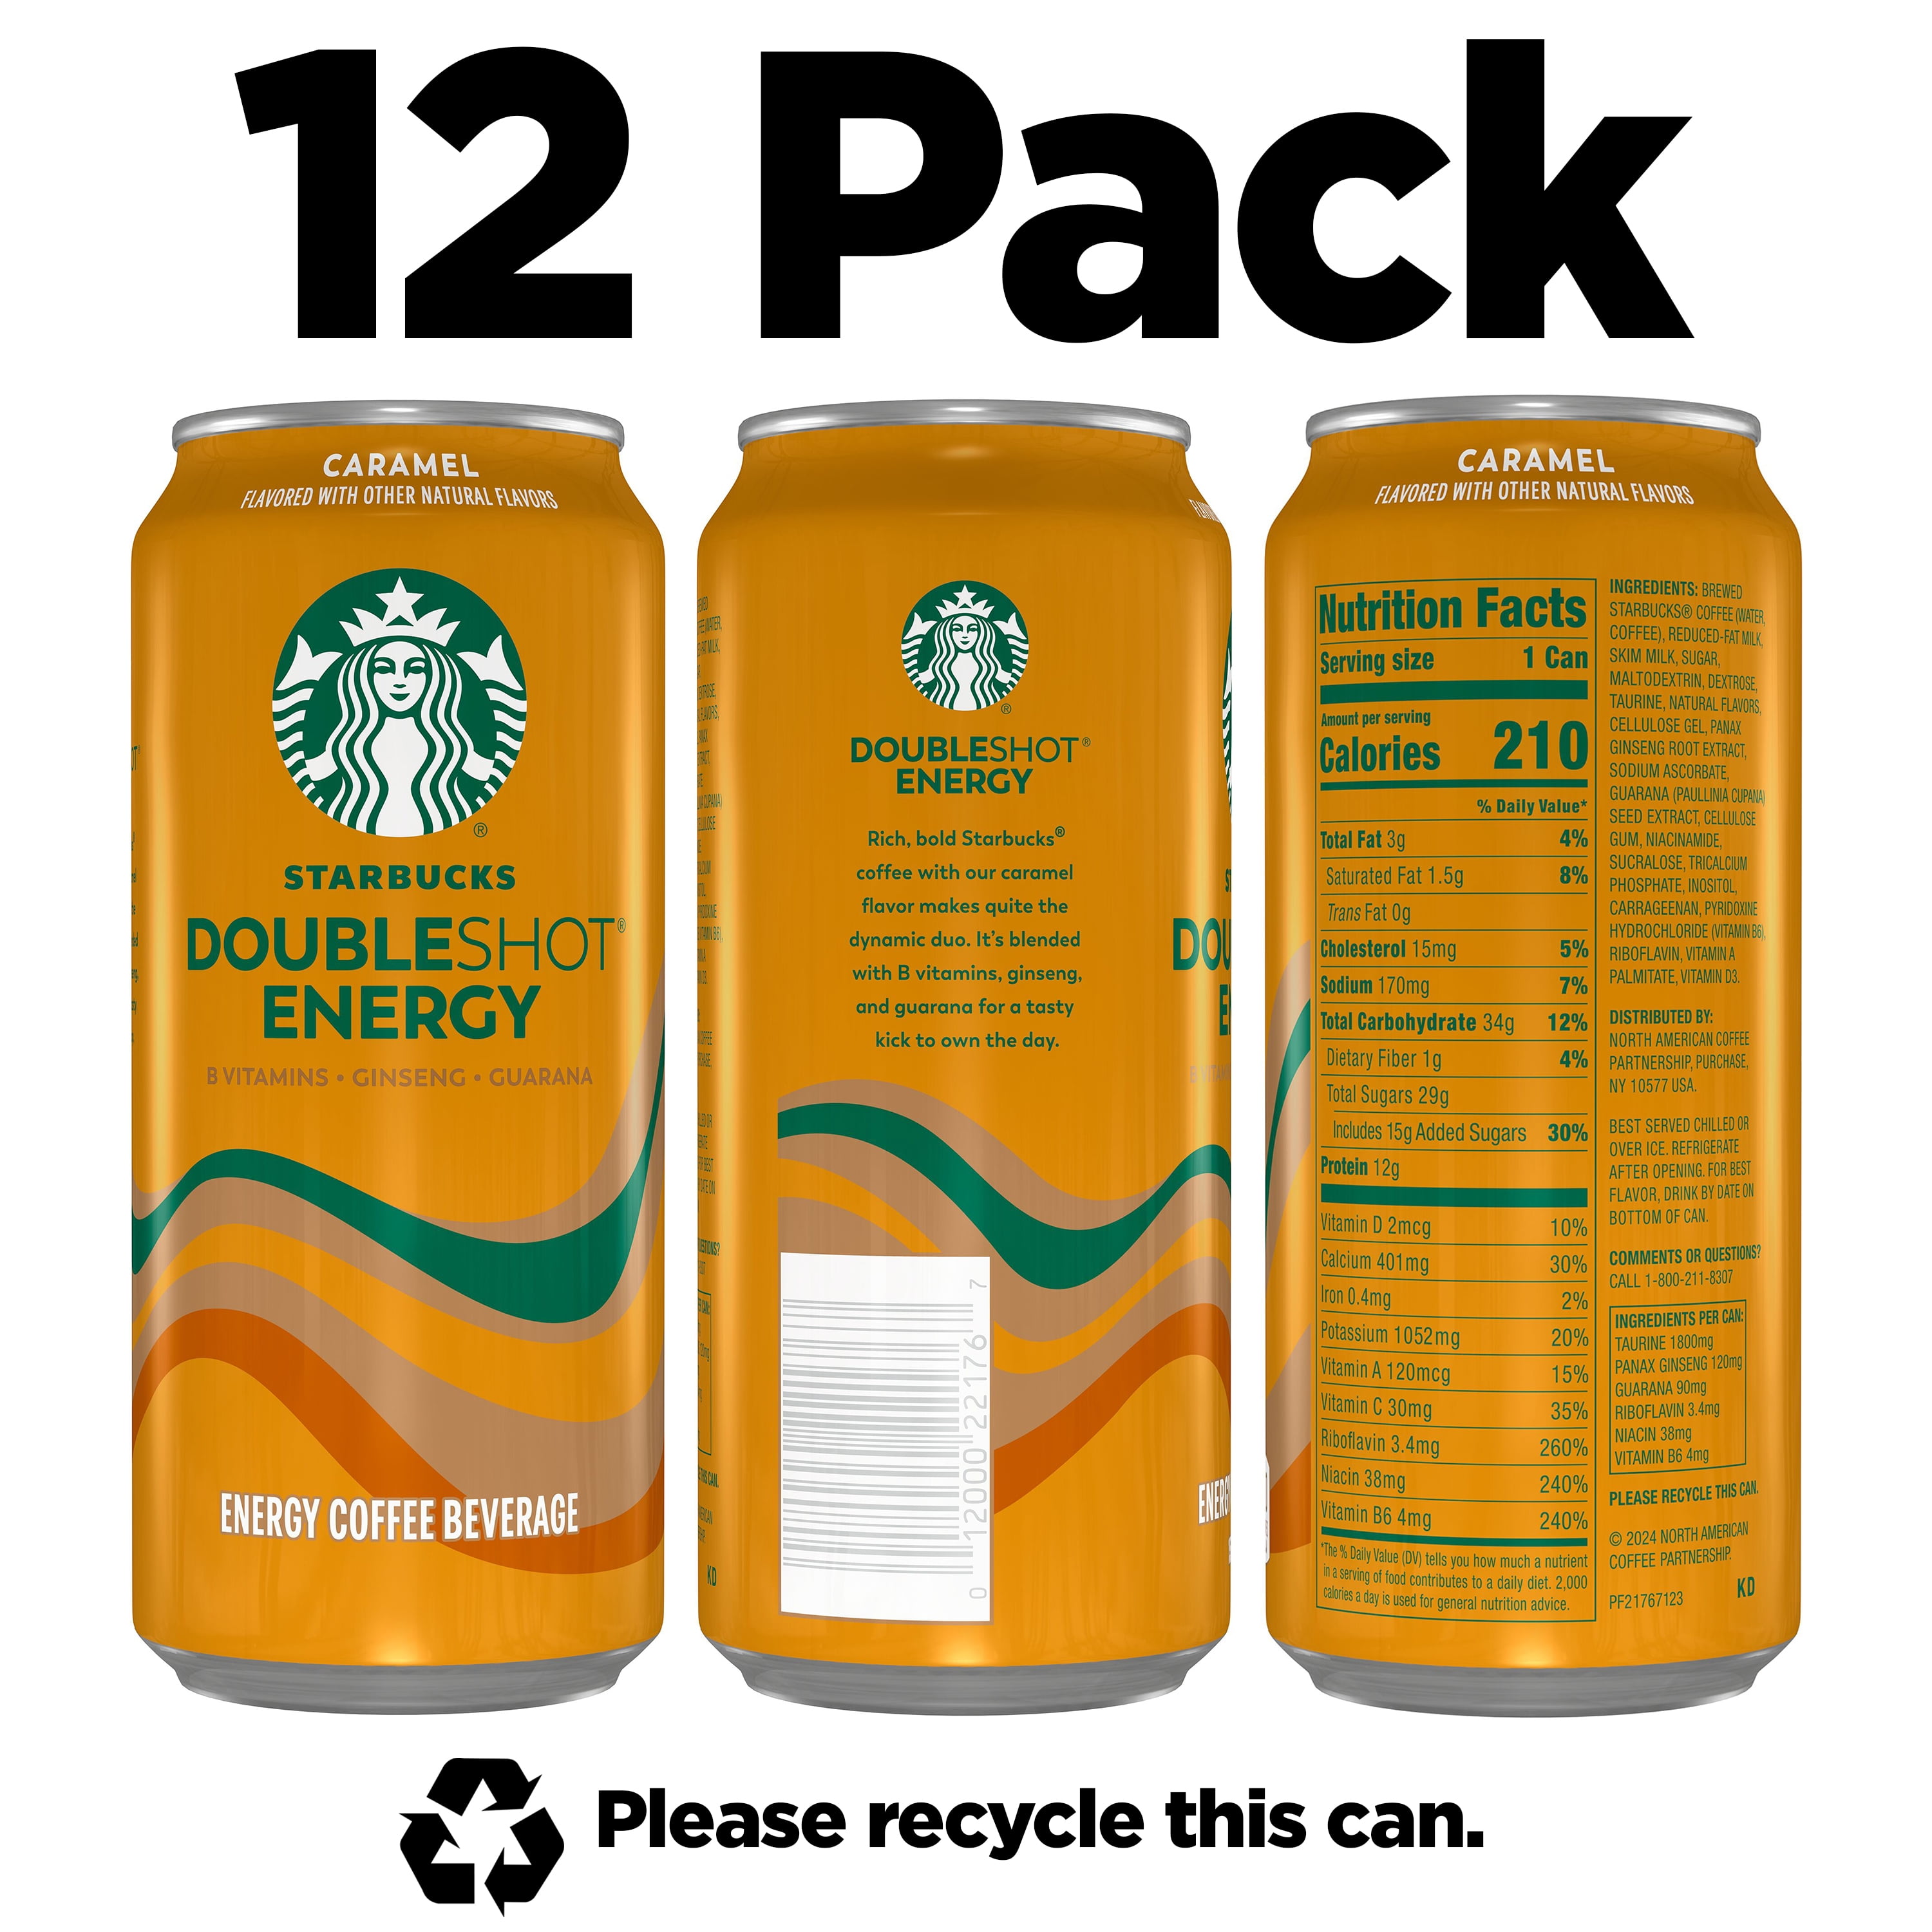 12 Pack
CARAMEL
FLAVORED WITH OTHER NATURAL FLAVORS
®
STARBUCKS
DOUBLESHOT®
ENERGY
B VITAMINS • GINSENG • GUARANA
ENERGY COFFEE BEVERAGE
®
DOUBLESHOT®
ENERGY
Rich, bold Starbucks®
coffee with our caramel
flavor makes quite the
dynamic duo. It's blended
with B vitamins, ginseng,
and guarana for a tasty
kick to own the day.
0 12000 22176 7
KD
CARAMEL
FLAVORED WITH OTHER NATURAL FLAVORS
Nutrition Facts
Serving size 1 Can
Amount per serving
Calories 210
% Daily Value*
Total Fat 3g 4%
Saturated Fat 1.5g 8%
Trans Fat 0g
Cholesterol 15mg 5%
Sodium 170mg 7%
Total Carbohydrate 34g 12%
Dietary Fiber 1g 4%
Total Sugars 29g
Includes 15g Added Sugars 30%
Protein 12g
Vitamin D 2mcg 10%
Calcium 401mg 30%
Iron 0.4mg 2%
Potassium 1052mg 20%
Vitamin A 120mcg 15%
Vitamin C 30mg 35%
Riboflavin 3.4mg 260%
Niacin 38mg 240%
Vitamin B6 4mg 240%
*The % Daily Value (DV) tells you how much a nutrient
in a serving of food contributes to a daily diet. 2,000
calories a day is used for general nutrition advice.
INGREDIENTS: BREWED
STARBUCKS® COFFEE (WATER,
COFFEE), REDUCED-FAT MILK,
SKIM MILK, SUGAR,
MALTODEXTRIN, DEXTROSE,
TAURINE, NATURAL FLAVORS,
CELLULOSE GEL, PANAX
GINSENG ROOT EXTRACT,
SODIUM ASCORBATE,
GUARANA (PAULLINIA CUPANA)
SEED EXTRACT, CELLULOSE
GUM, NIACINAMIDE,
SUCRALOSE, TRICALCIUM
PHOSPHATE, INOSITOL,
CARRAGEENAN, PYRIDOXINE
HYDROCHLORIDE (VITAMIN B6),
RIBOFLAVIN, VITAMIN A
PALMITATE, VITAMIN D3.
DISTRIBUTED BY:
NORTH AMERICAN COFFEE
PARTNERSHIP, PURCHASE,
NY 10577 USA.
BEST SERVED CHILLED OR
OVER ICE. REFRIGERATE
AFTER OPENING. FOR BEST
FLAVOR, DRINK BY DATE ON
BOTTOM OF CAN.
COMMENTS OR QUESTIONS?
CALL 1-800-211-8307
INGREDIENTS PER CAN:
TAURINE 1800mg
PANAX GINSENG 120mg
GUARANA 90mg
RIBOFLAVIN 3.4mg
NIACIN 38mg
VITAMIN B6 4mg
PLEASE RECYCLE THIS CAN.
© 2024 NORTH AMERICAN
COFFEE PARTNERSHIP.
PF21767123
KD
Please recycle this can.